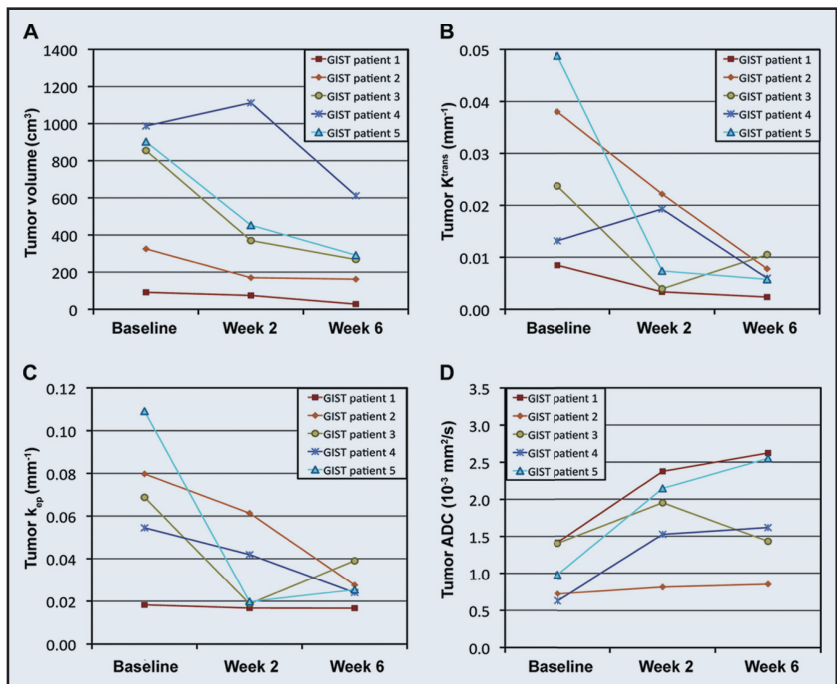 A
1400
1200
1000
800
600
400
200
0
Tumor volume (cm³)
GIST patient 1
GIST patient 2
GIST patient 3
GIST patient 4
GIST patient 5
Baseline Week 2 Week 6
B
0.05
0.04
0.03
0.02
0.01
0.00
Tumor Kᵗʳᵃⁿˢ (mm⁻¹)
GIST patient 1
GIST patient 2
GIST patient 3
GIST patient 4
GIST patient 5
Baseline Week 2 Week 6
C
0.12
0.10
0.08
0.06
0.04
0.02
0.00
Tumor kₑₚ (mm⁻¹)
GIST patient 1
GIST patient 2
GIST patient 3
GIST patient 4
GIST patient 5
Baseline Week 2 Week 6
D
3.5
3.0
2.5
2.0
1.5
1.0
0.5
0.0
Tumor ADC (10⁻³ mm²/s)
GIST patient 1
GIST patient 2
GIST patient 3
GIST patient 4
GIST patient 5
Baseline Week 2 Week 6